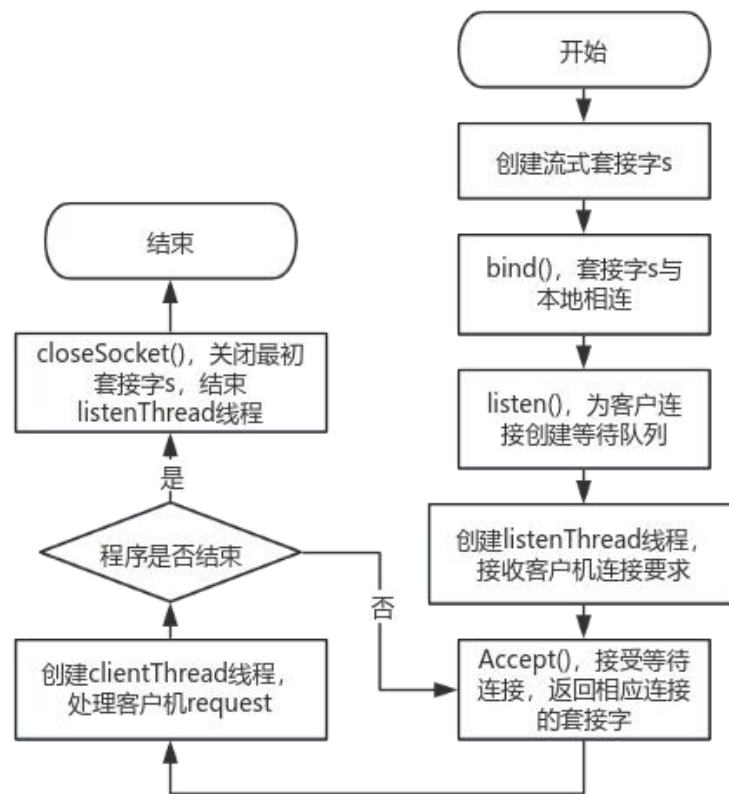 开始
创建流式套接字s
bind()，套接字s与
本地相连
listen()，为客户连
接创建等待队列
创建listenThread线程，
接收客户机连接要求
Accept()，接受等待
连接，返回相应连接
的套接字
创建clientThread线程，
处理客户机request
程序是否结束
否
是
closeSocket()，关闭最初
套接字s，结束
listenThread线程
结束